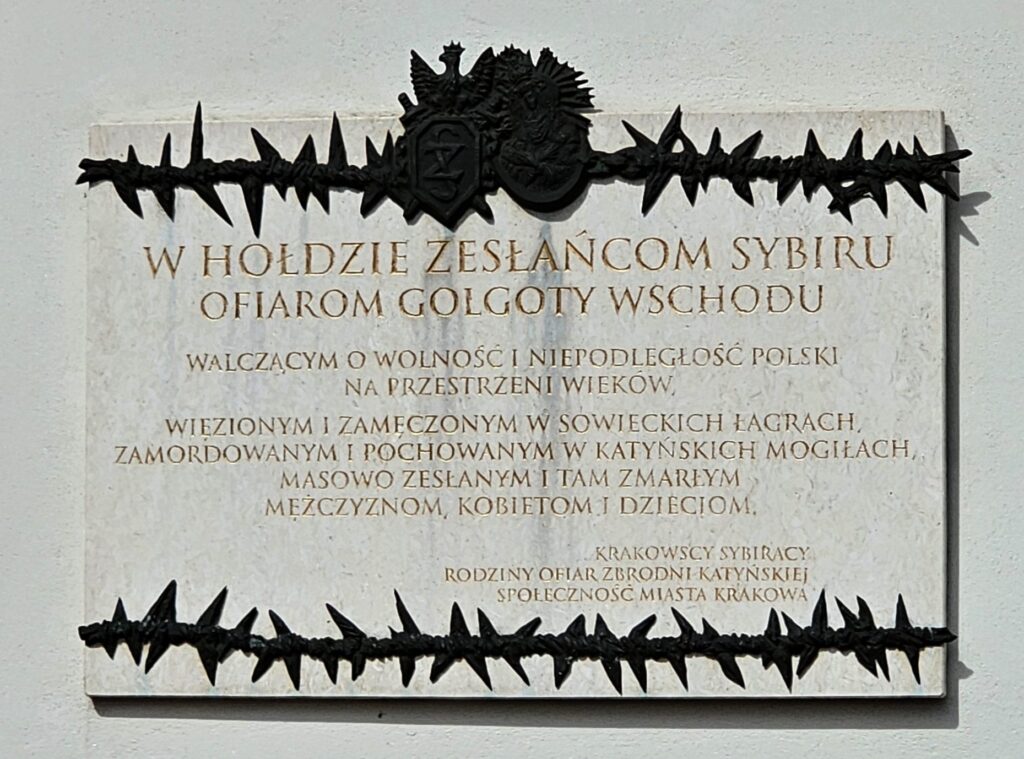 W HOŁDZIE ZESŁAŃCOM SYBIRU
OFIAROM GOLGOTY WSCHODU
WALCZĄCYM O WOLNOŚĆ I NIEPODLEGŁOŚĆ POLSKI
NA PRZESTRZENI WIEKÓW,
WIĘZIONYM I ZAMĘCZONYM W SOWIECKICH ŁAGRACH,
ZAMORDOWANYM I POCHOWANYM W KATYŃSKICH MOGIŁACH,
MASOWO ZESŁANYM I TAM ZMARŁYM
MĘŻCZYZNOM, KOBIETOM I DZIECIOM.
KRAKOWSCY SYBIRACY
RODZINY OFIAR ZBRODNI KATYŃSKIEJ
SPOŁECZNOŚĆ MIASTA KRAKOWA